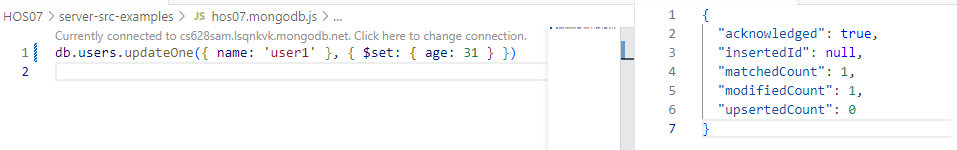 HOS07 > server-src-examples > JS hos07.mongodb.js > ...
Currently connected to cs628sam.lsqnkvk.mongodb.net. Click here to change connection.
1 db.users.updateOne({ name: 'user1' }, { $set: { age: 31 } })
2
1 {
2 "acknowledged": true,
3 "insertedId": null,
4 "matchedCount": 1,
5 "modifiedCount": 1,
6 "upsertedCount": 0
7 }